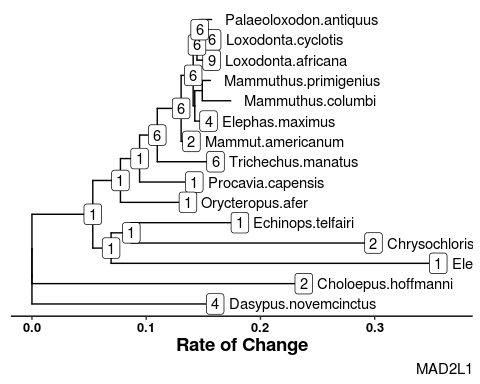 6 Palaeoloxodon.antiquus
6 6 Loxodonta.cyclotis
9 Loxodonta.africana
6 Mammuthus.primigenius
Mammuthus.columbi
6 4 Elephas.maximus
2 Mammut.americanum
6 6 Trichechus.manatus
1 1 Procavia.capensis
1 1 Orycteropus.afer
1 1 Echinops.telfairi
1 2 Chrysochloris
1 1 Ele
2 Choloepus.hoffmanni
4 Dasypus.novemcinctus
0.0 0.1 0.2 0.3
Rate of Change
MAD2L1